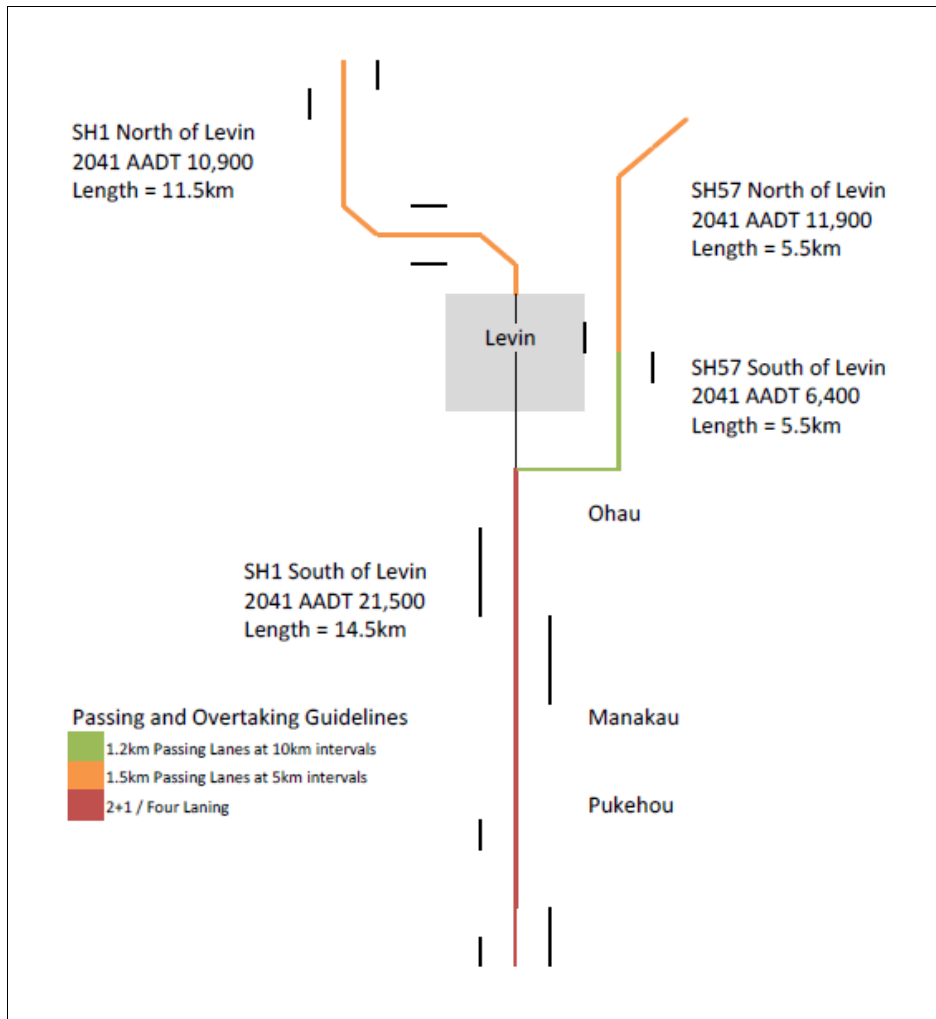 SH1 North of Levin
2041 AADT 10,900
Length = 11.5km
SH57 North of Levin
2041 AADT 11,900
Length = 5.5km
Levin
SH57 South of Levin
2041 AADT 6,400
Length = 5.5km
Ohau
SH1 South of Levin
2041 AADT 21,500
Length = 14.5km
Manakau
Pukehou
Passing and Overtaking Guidelines
1.2km Passing Lanes at 10km intervals
1.5km Passing Lanes at 5km intervals
2+1 / Four Laning